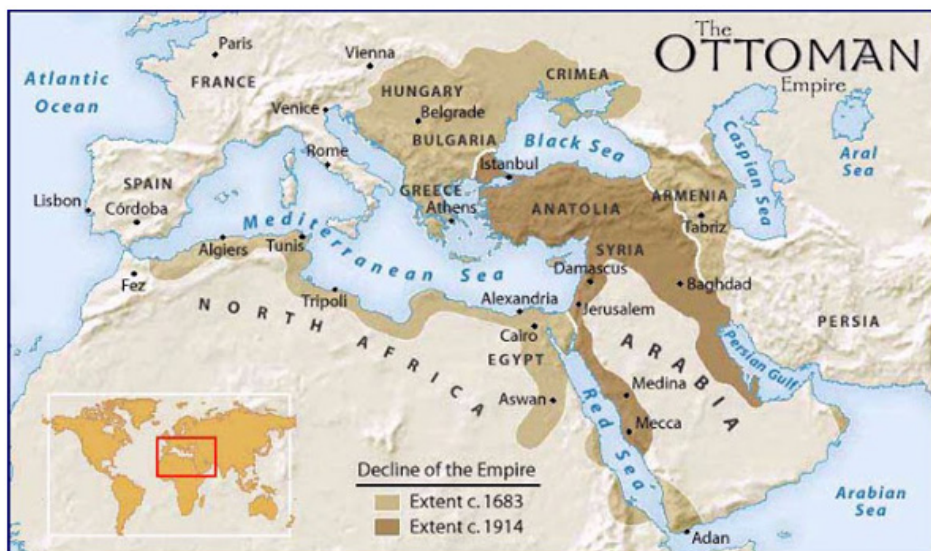 The
OTTOMAN
Empire
Atlantic
Ocean
Paris
FRANCE
Vienna
HUNGARY
CRIMEA
Venice
Belgrade
BULGARIA
Black Sea
Caspian Sea
Aral
Sea
Rome
Istanbul
SPAIN
Lisbon
Córdoba
GREECE
Athens
ANATOLIA
ARMENIA
Tabriz
Mediterranean Sea
Algiers
Tunis
SYRIA
Damascus
Baghdad
Fez
Tripoli
Alexandria
Jerusalem
PERSIA
NORTH
AFRICA
Cairo
EGYPT
ARABIA
Persian Gulf
Aswan
Red Sea
Medina
Mecca
Decline of the Empire
Extent c. 1683
Extent c. 1914
Arabian
Sea
Adan